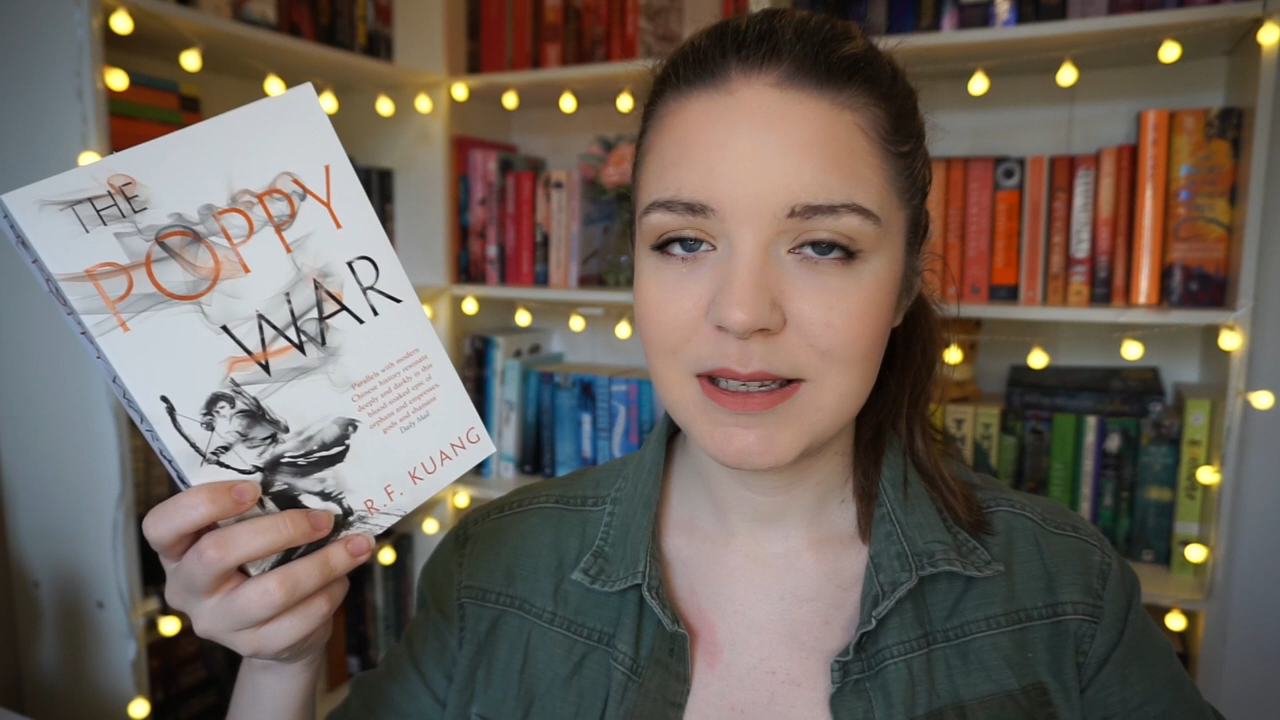 THE
POPPY
WAR
Parallels with modern
Chinese history resonate
deeply and darkly in this
blood-soaked epic of
orphans and empresses,
gods and shamans
Daily Mail
R.F. KUANG